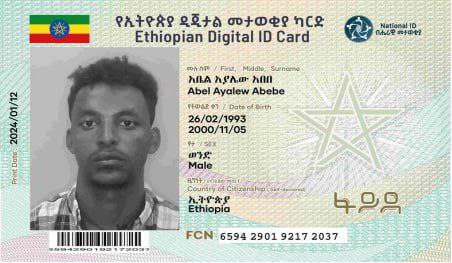 የኢትዮጵያ ዲጂታል መታወቂያ ካርድ
Ethiopian Digital ID Card
National ID
በሔራዊ መታወቂያ
ሙሉ ስም / First, Middle, Surname
አቤል አያሌው አበበ
Abel Ayalew Abebe
የትውልድ ቀን / Date of Birth
26/02/1993
2000/11/05
ፆታ / SEX
ወንድ
Male
ዜግነት
Country of Citizenship
ኢትዮጵያ
Ethiopia
ፋይዳ
FCN 6594 2901 9217 2037
6594290192172037
Print Date 2024/01/12